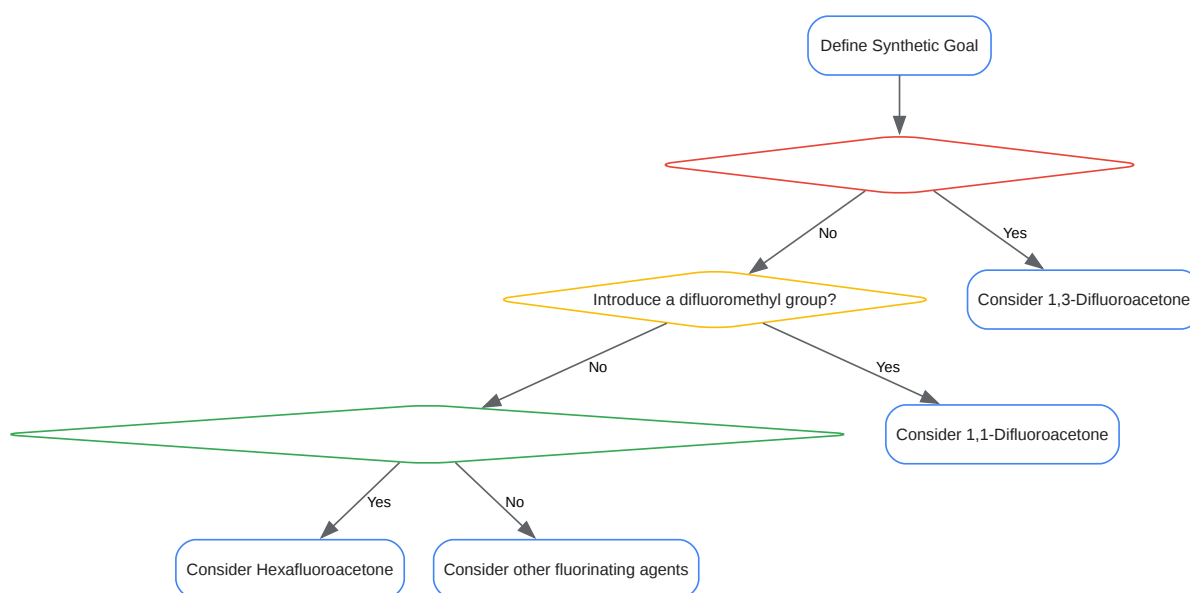 Define Synthetic Goal
No
Yes
Introduce a difluoromethyl group?
Consider 1,3-Difluoroacetone
No
Yes
Consider 1,1-Difluoroacetone
Yes
No
Consider Hexafluoroacetone
Consider other fluorinating agents